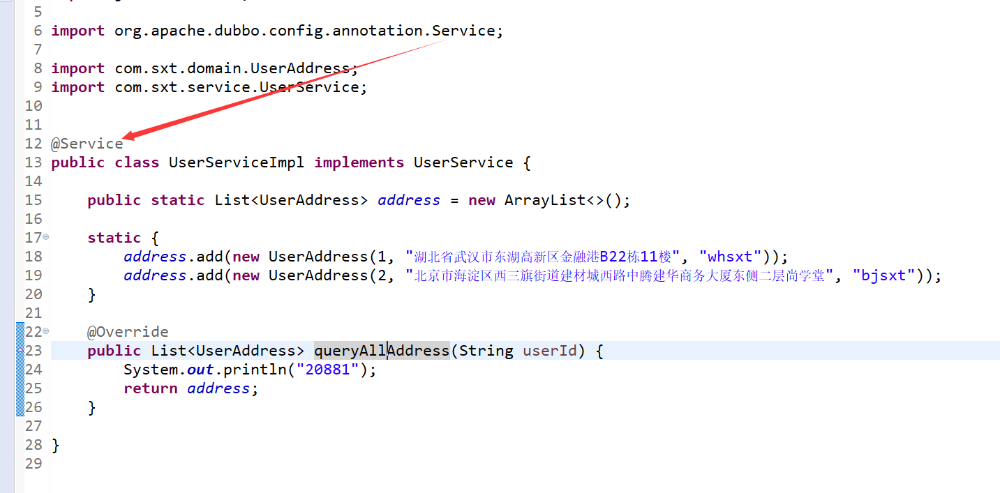 5
6 import org.apache.dubbo.config.annotation.Service;
7
8 import com.sxt.domain.UserAddress;
9 import com.sxt.service.UserService;
10
11
12 @Service
13 public class UserServiceImpl implements UserService {
14
15     public static List<UserAddress> address = new ArrayList<>();
16
17     static {
18         address.add(new UserAddress(1, "湖北省武汉市东湖高新区金融港B22栋11楼", "whsxt"));
19         address.add(new UserAddress(2, "北京市海淀区西三旗街道建材城西路中腾建华商务大厦东侧二层尚学堂", "bjsxt"));
20     }
21
22     @Override
23     public List<UserAddress> queryAllAddress(String userId) {
24         System.out.println("20881");
25         return address;
26     }
27
28 }
29